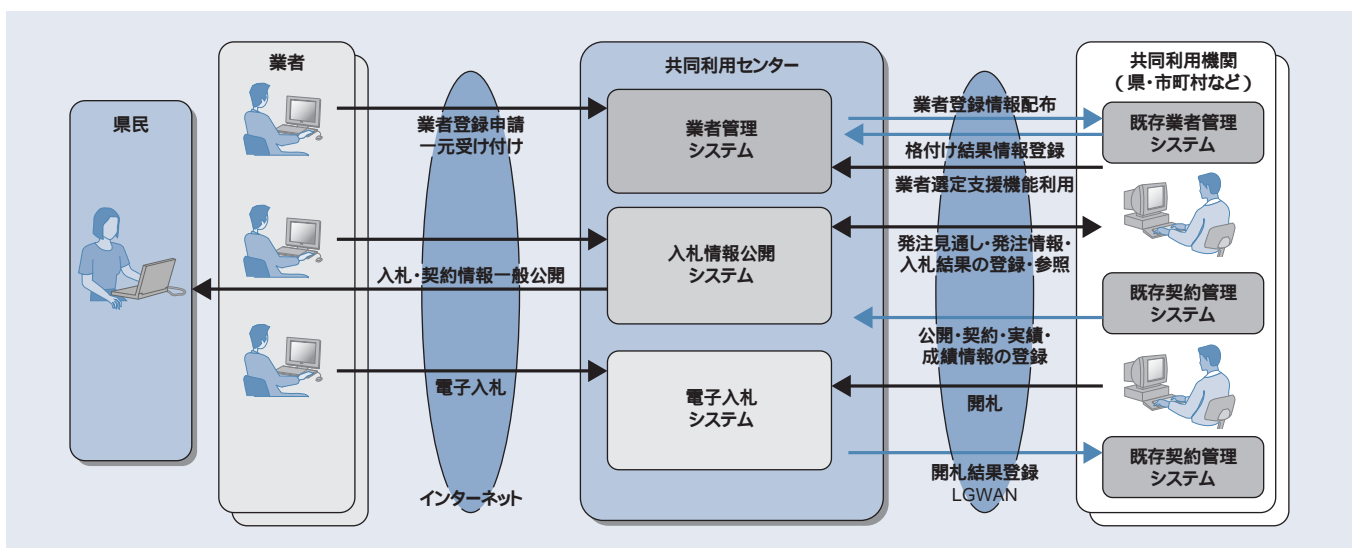 県民
業者
業者登録申請
一元受け付け
入札・契約情報一般公開
電子入札
インターネット
共同利用センター
業者管理
システム
入札情報公開
システム
電子入札
システム
業者登録情報配布
格付け結果情報登録
業者選定支援機能利用
発注見通し・発注情報・
入札結果の登録・参照
公開・契約・実績・
成績情報の登録
開札
開札結果登録
LGWAN
共同利用機関
(県・市町村など)
既存業者管理
システム
既存契約管理
システム
既存契約管理
システム